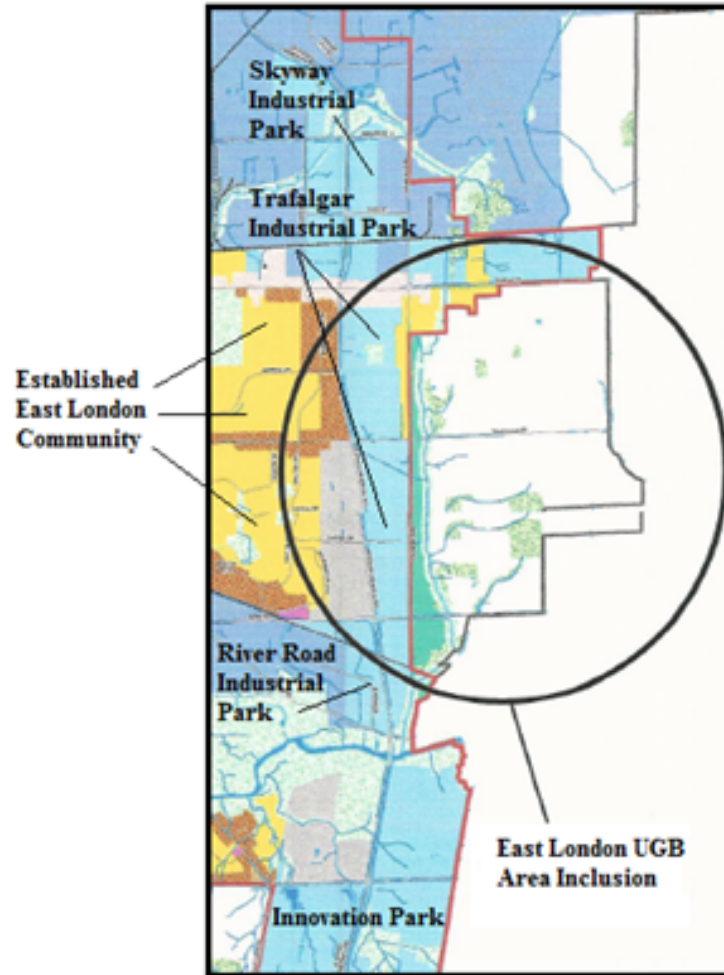 Skyway
Industrial
Park
Trafalgar
Industrial Park
Established
East London
Community
River Road
Industrial
Park
East London UGB
Area Inclusion
Innovation Park